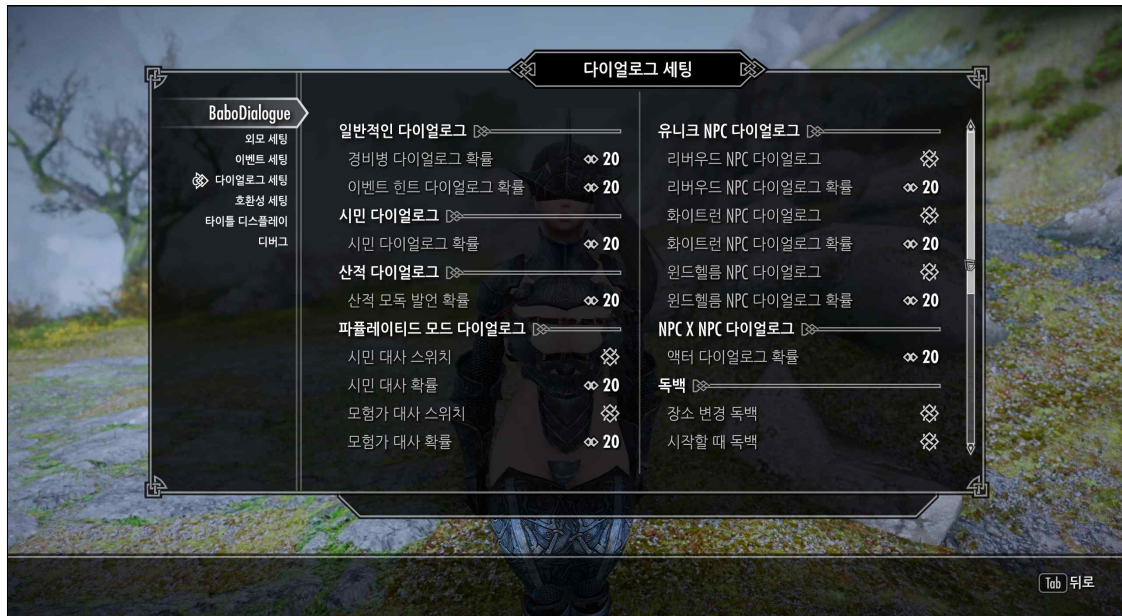 다이얼로그 세팅
BaboDialogue
외모 세팅
이벤트 세팅
다이얼로그 세팅
호환성 세팅
타이틀 디스플레이
디버그
일반적인 다이얼로그
경비병 다이얼로그 확률 20
이벤트 힌트 다이얼로그 확률 20
시민 다이얼로그
시민 다이얼로그 확률 20
산적 다이얼로그
산적 모독 발언 확률 20
파퓰레이티드 모드 다이얼로그
시민 대사 스위치
시민 대사 확률 20
모험가 대사 스위치
모험가 대사 확률 20
유니크 NPC 다이얼로그
리버우드 NPC 다이얼로그
리버우드 NPC 다이얼로그 확률 20
화이트런 NPC 다이얼로그
화이트런 NPC 다이얼로그 확률 20
윈드헬름 NPC 다이얼로그
윈드헬름 NPC 다이얼로그 확률 20
NPC X NPC 다이얼로그
액터 다이얼로그 확률 20
독백
장소 변경 독백
시작할 때 독백
Tab 뒤로